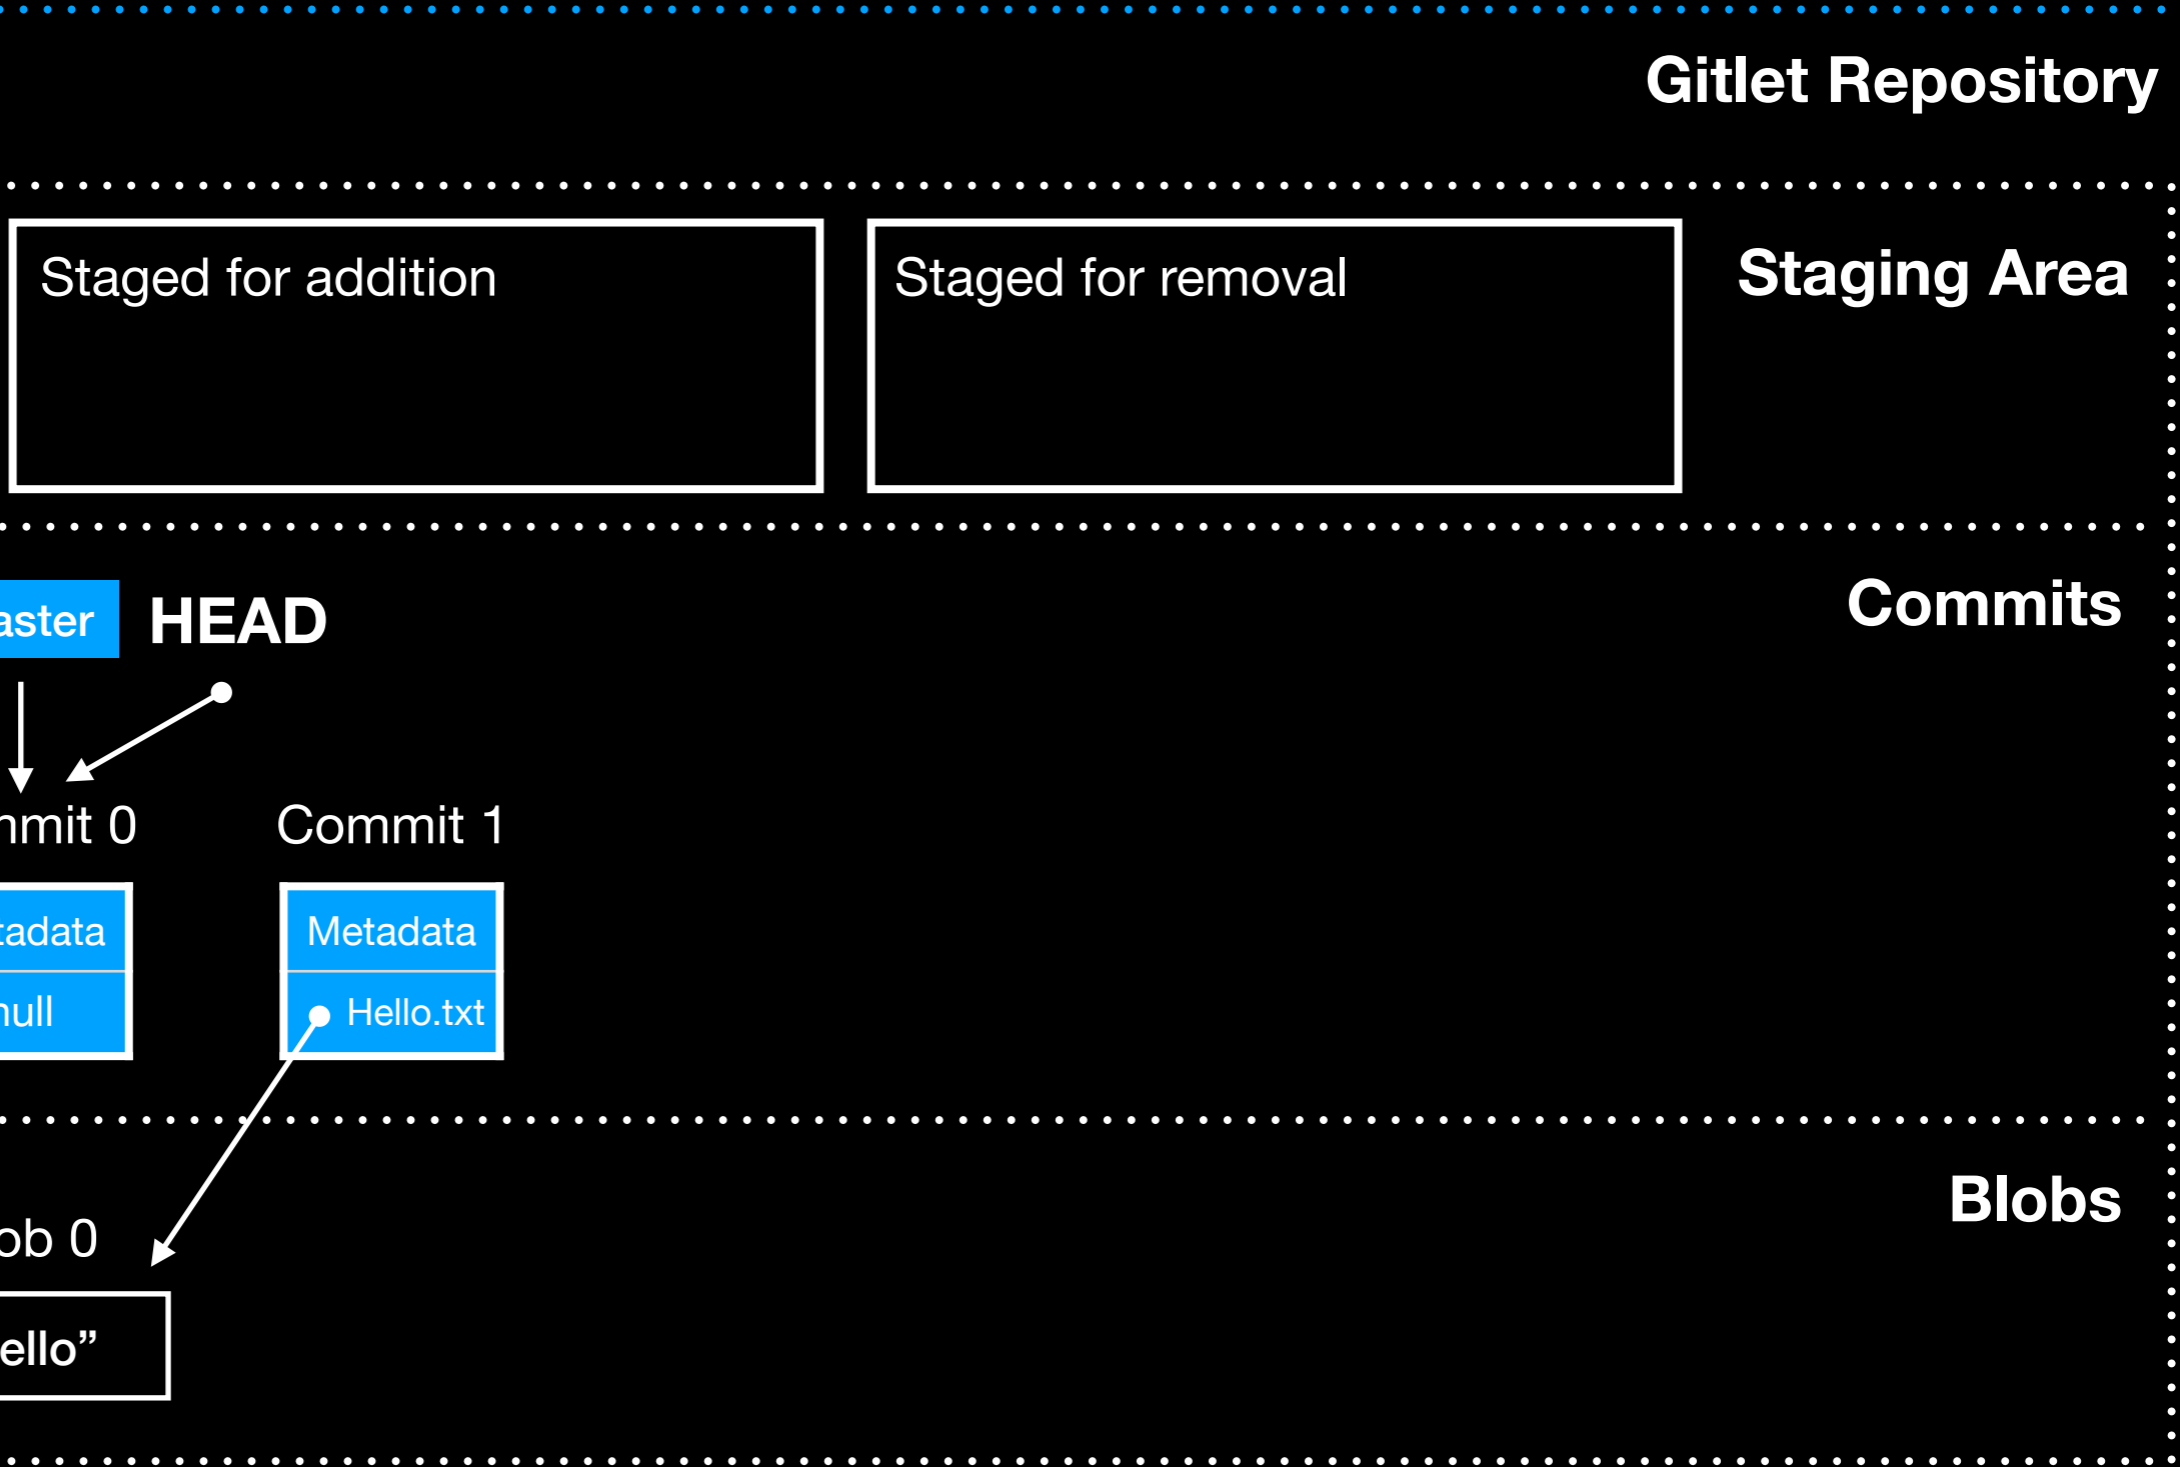 Gitlet Repository
Staged for addition
Staged for removal
Staging Area
aster
HEAD
Commits
mmit 0
Commit 1
tadata
Metadata
null
Hello.txt
Blobs
ob 0
ello”